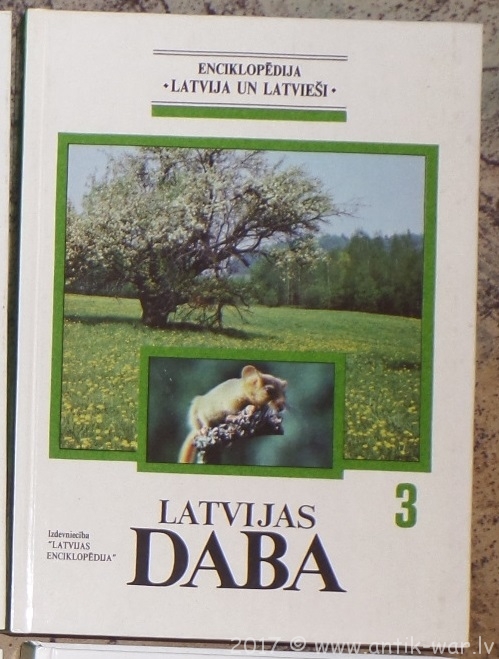 ENCIKLOPĒDIJA
• LATVIJA UN LATVIEŠI •
3
LATVIJAS
DABA
Izdevniecība
"LATVIJAS
ENCIKLOPĒDIJA"
2017 © www.antik-war.lv